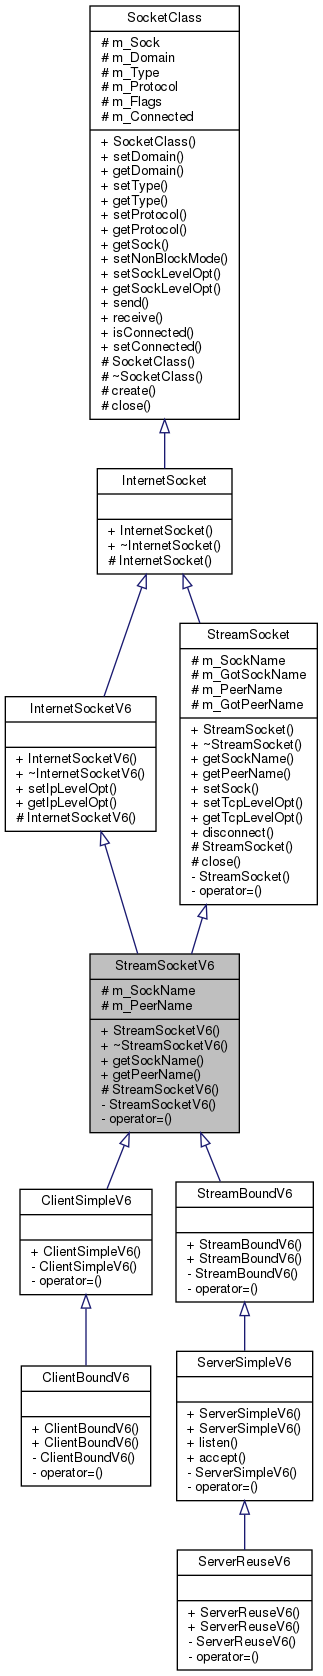 SocketClass
# m_Sock
# m_Domain
# m_Type
# m_Protocol
# m_Flags
# m_Connected
+ SocketClass()
+ setDomain()
+ getDomain()
+ setType()
+ getType()
+ setProtocol()
+ getProtocol()
+ getSock()
+ setNonBlockMode()
+ setSockLevelOpt()
+ getSockLevelOpt()
+ send()
+ receive()
+ isConnected()
+ setConnected()
# SocketClass()
# ~SocketClass()
# create()
# close()
InternetSocket
+ InternetSocket()
+ ~InternetSocket()
# InternetSocket()
StreamSocket
# m_SockName
# m_GotSockName
# m_PeerName
# m_GotPeerName
+ StreamSocket()
+ ~StreamSocket()
+ getSockName()
+ getPeerName()
+ setSock()
+ setTcpLevelOpt()
+ getTcpLevelOpt()
+ disconnect()
# StreamSocket()
# close()
- StreamSocket()
- operator=()
InternetSocketV6
+ InternetSocketV6()
+ ~InternetSocketV6()
+ setIpLevelOpt()
+ getIpLevelOpt()
# InternetSocketV6()
StreamSocketV6
# m_SockName
# m_PeerName
+ StreamSocketV6()
+ ~StreamSocketV6()
+ getSockName()
+ getPeerName()
# StreamSocketV6()
- StreamSocketV6()
- operator=()
ClientSimpleV6
+ ClientSimpleV6()
- ClientSimpleV6()
- operator=()
StreamBoundV6
+ StreamBoundV6()
+ StreamBoundV6()
- StreamBoundV6()
- operator=()
ClientBoundV6
+ ClientBoundV6()
+ ClientBoundV6()
- ClientBoundV6()
- operator=()
ServerSimpleV6
+ ServerSimpleV6()
+ ServerSimpleV6()
+ listen()
+ accept()
- ServerSimpleV6()
- operator=()
ServerReuseV6
+ ServerReuseV6()
+ ServerReuseV6()
- ServerReuseV6()
- operator=()